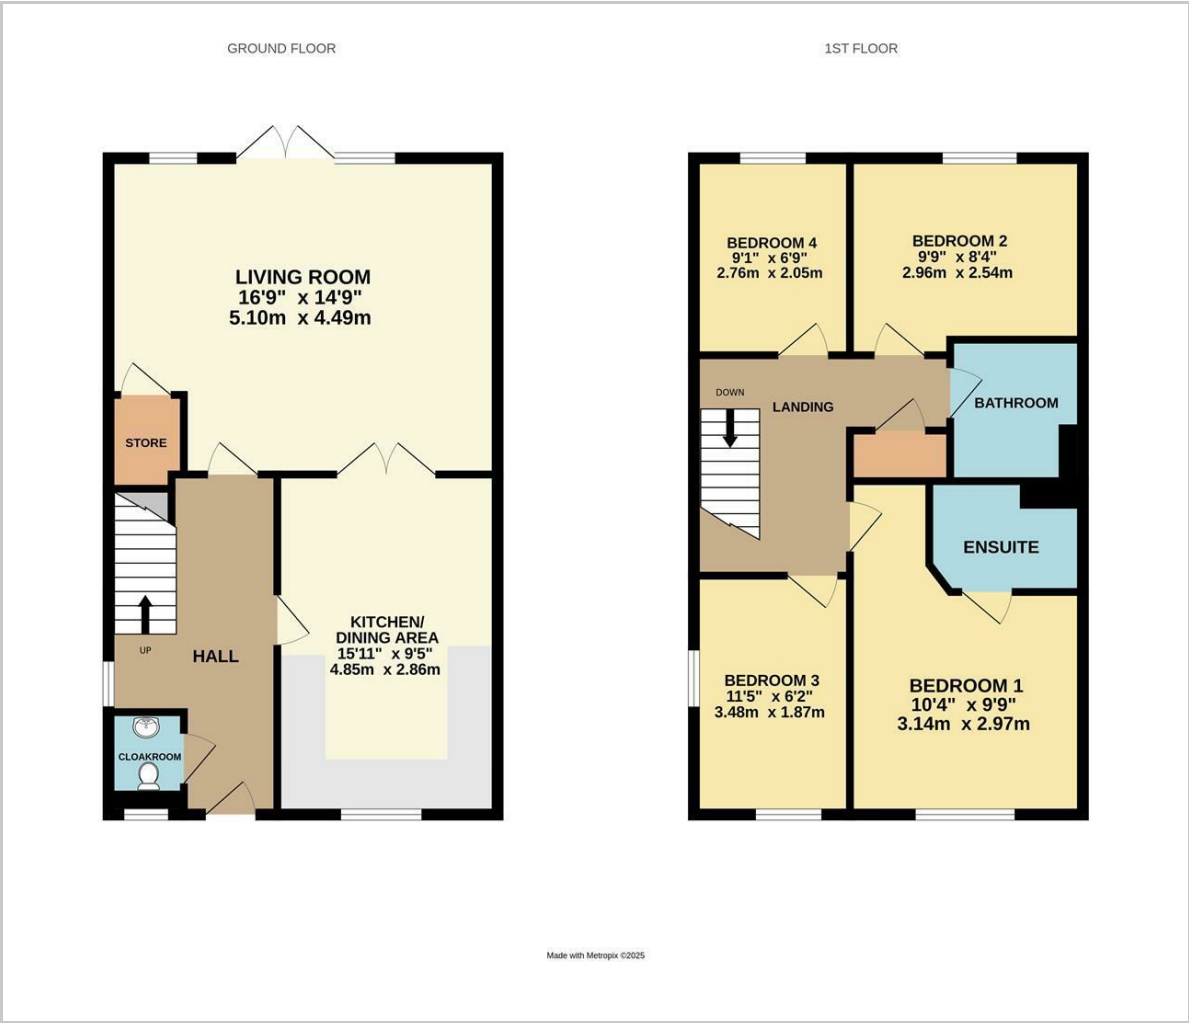 GROUND FLOOR
1ST FLOOR
LIVING ROOM
16'9" x 14'9"
5.10m x 4.49m
STORE
UP
HALL
CLOAKROOM
KITCHEN/
DINING AREA
15'11" x 9'5"
4.85m x 2.86m
BEDROOM 4
9'1" x 6'9"
2.76m x 2.05m
BEDROOM 2
9'9" x 8'4"
2.96m x 2.54m
DOWN
LANDING
BATHROOM
ENSUITE
BEDROOM 3
11'5" x 6'2"
3.48m x 1.87m
BEDROOM 1
10'4" x 9'9"
3.14m x 2.97m
Made with Metropix ©2025